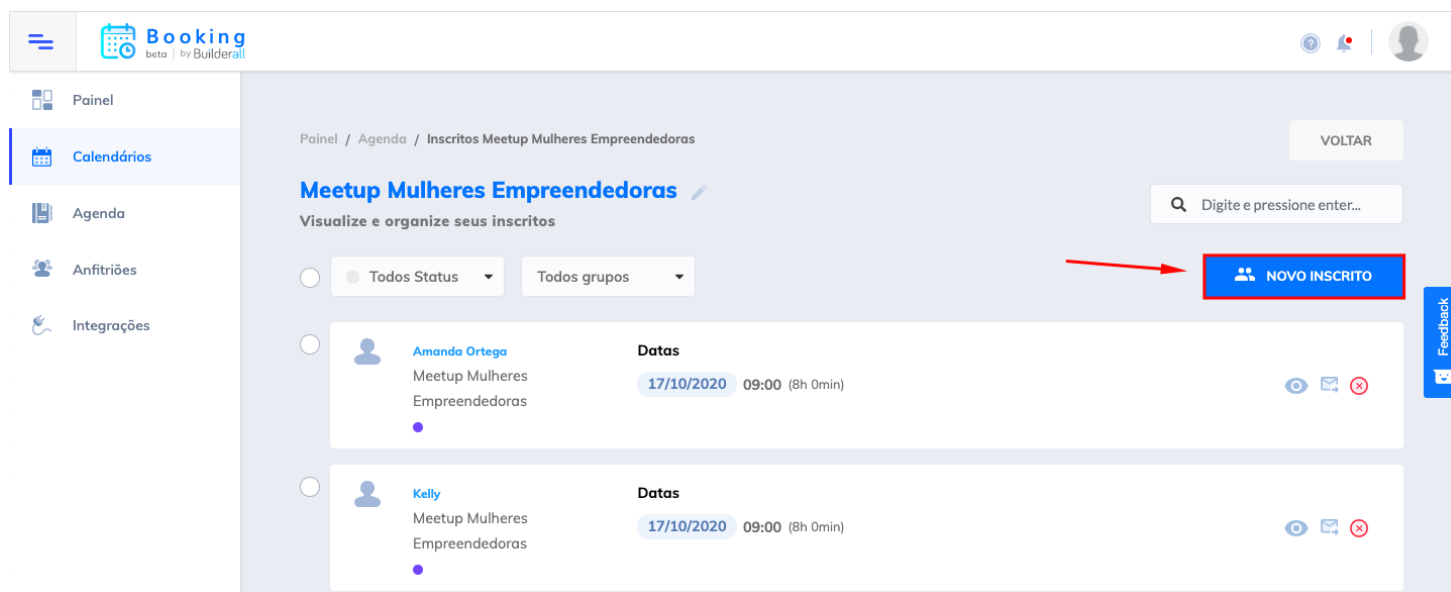 Booking
beta | by Builderall
Painel
Calendários
Agenda
Anfitriões
Integrações
Painel / Agenda / Inscritos Meetup Mulheres Empreendedoras
VOLTAR
Meetup Mulheres Empreendedoras
Visualize e organize seus inscritos
Digite e pressione enter...
Todos Status
Todos grupos
NOVO INSCRITO
Feedback
Amanda Ortega
Meetup Mulheres
Empreendedoras
Datas
17/10/2020 09:00 (8h 0min)
Kelly
Meetup Mulheres
Empreendedoras
Datas
17/10/2020 09:00 (8h 0min)